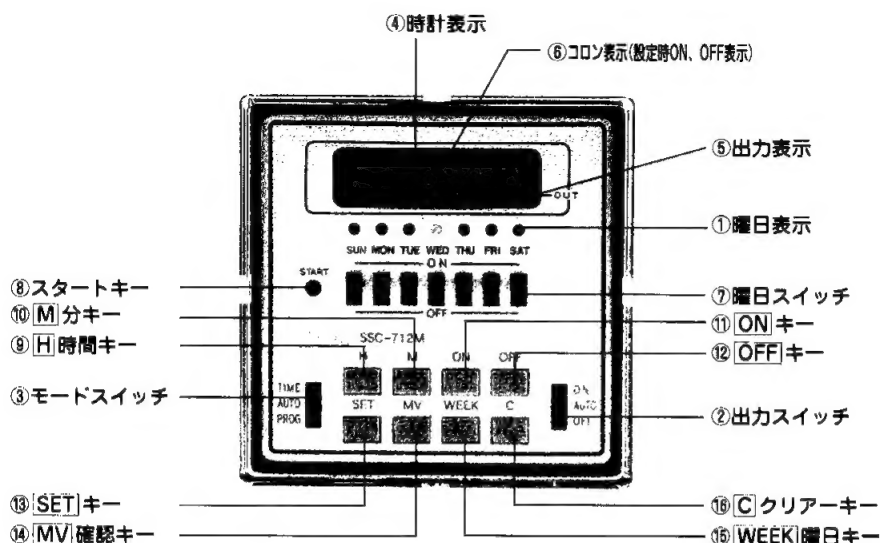 ④時計表示
⑥コロン表示(設定時ON、OFF表示)
⑤出力表示
OUT
①曜日表示
SUN MON TUE WED THU FRI SAT
ON
START
⑧スタートキー
⑦曜日スイッチ
OFF
⑩M分キー
⑪ONキー
SSC-712M
⑨H時間キー
⑫OFFキー
H M ON OFF
③モードスイッチ
TIME
AUTO
PROG
SET MV WEEK C
ON
AUTO
OFF
②出力スイッチ
⑬SETキー
⑯Cクリアーキー
⑭MV確認キー
⑮WEEK曜日キー